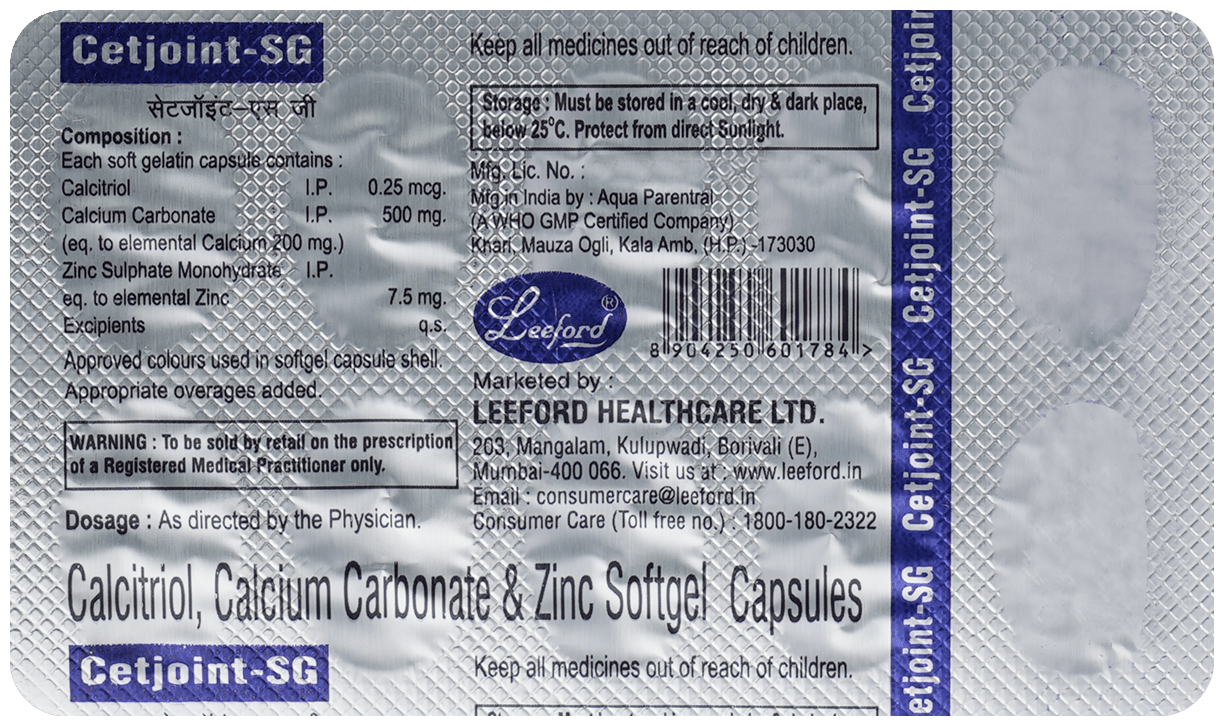 Cetjoint-SG
सेटजॉइंट-एस जी
Composition :
Each soft gelatin capsule contains :
Calcitriol I.P. 0.25 mcg.
Calcium Carbonate I.P. 500 mg.
(eq. to elemental Calcium 200 mg.)
Zinc Sulphate Monohydrate I.P.
eq. to elemental Zinc 7.5 mg.
Excipients q.s.
Approved colours used in softgel capsule shell.
Appropriate overages added.
WARNING : To be sold by retail on the prescription
of a Registered Medical Practitioner only.
Dosage : As directed by the Physician.
Keep all medicines out of reach of children.
Storage : Must be stored in a cool, dry & dark place,
below 25°C. Protect from direct Sunlight.
Mfg. Lic. No. :
Mfg in India by : Aqua Parentral
(A WHO GMP Certified Company)
Khari, Mauza Ogli, Kala Amb, (H.P.) -173030
Leeford ®
8 904250 601784 >
Marketed by :
LEEFORD HEALTHCARE LTD.
203, Mangalam, Kulupwadi, Borivali (E),
Mumbai-400 066. Visit us at : www.leeford.in
Email : consumercare@leeford.in
Consumer Care (Toll free no.) : 1800-180-2322
Calcitriol, Calcium Carbonate & Zinc Softgel Capsules
Cetjoint-SG
Keep all medicines out of reach of children.
etjoint-SG Cetjoint-SG Cetjoint-SG Cetjoin